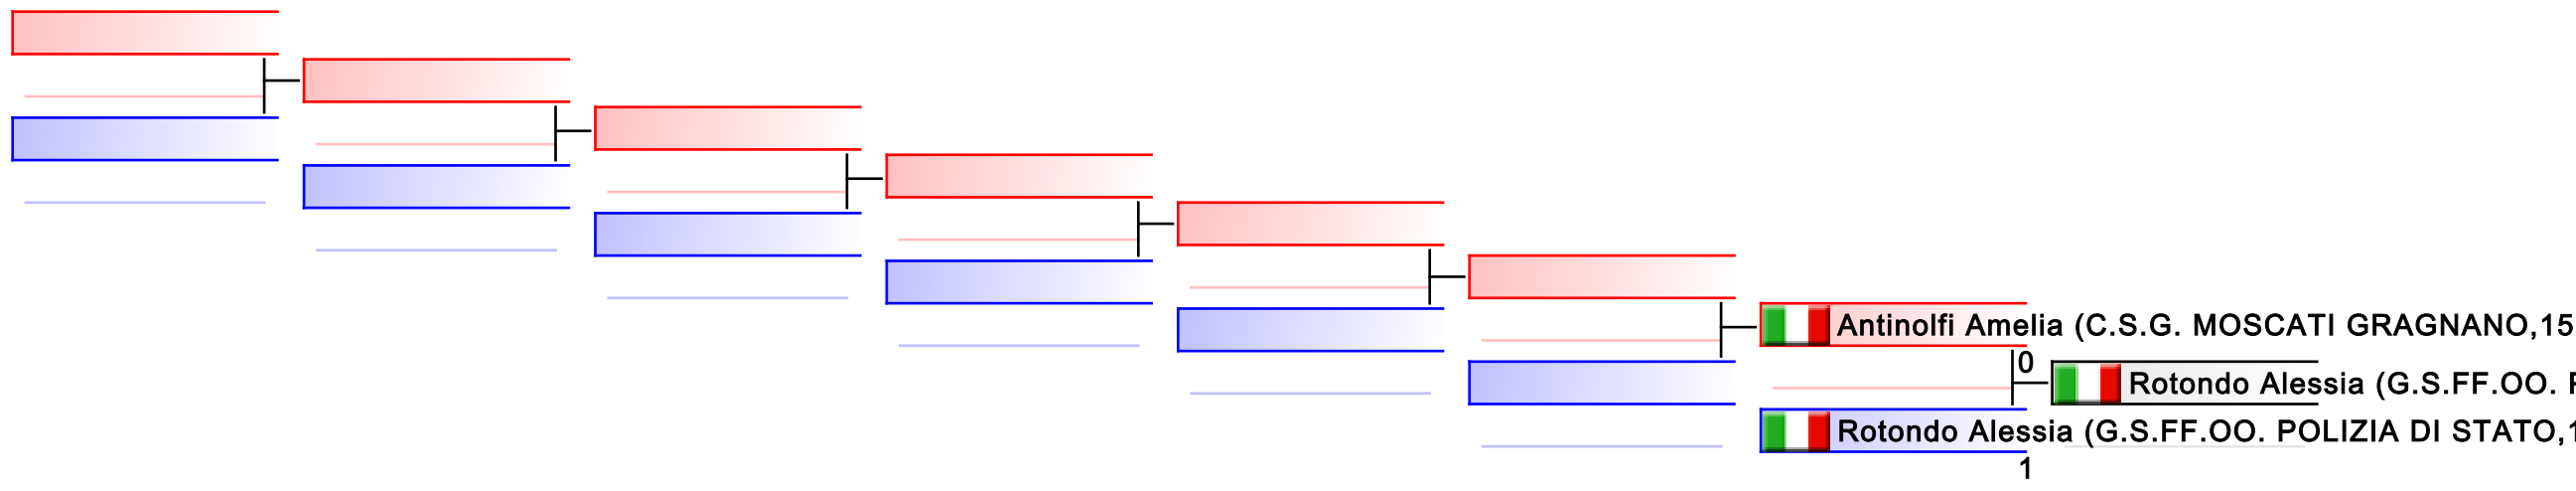 Antinolfi Amelia (C.S.G. MOSCATI GRAGNANO,15
0
Rotondo Alessia (G.S.FF.OO.
Rotondo Alessia (G.S.FF.OO. POLIZIA DI STATO,1
1